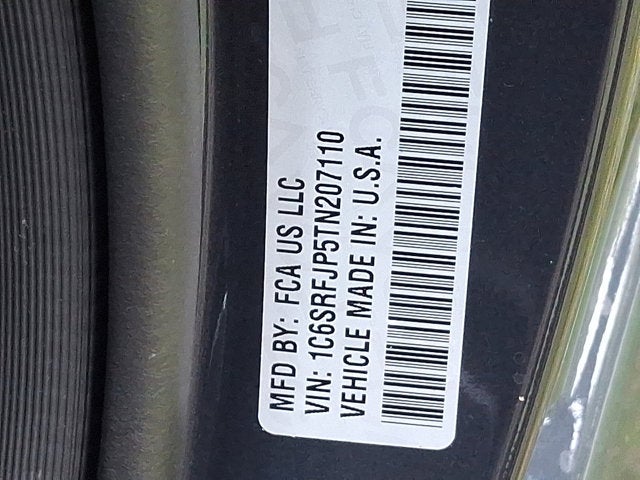 MFD BY: FCA US LLC
VIN: 1C6SRFJP5TN207110
VEHICLE MADE IN: U.S.A.